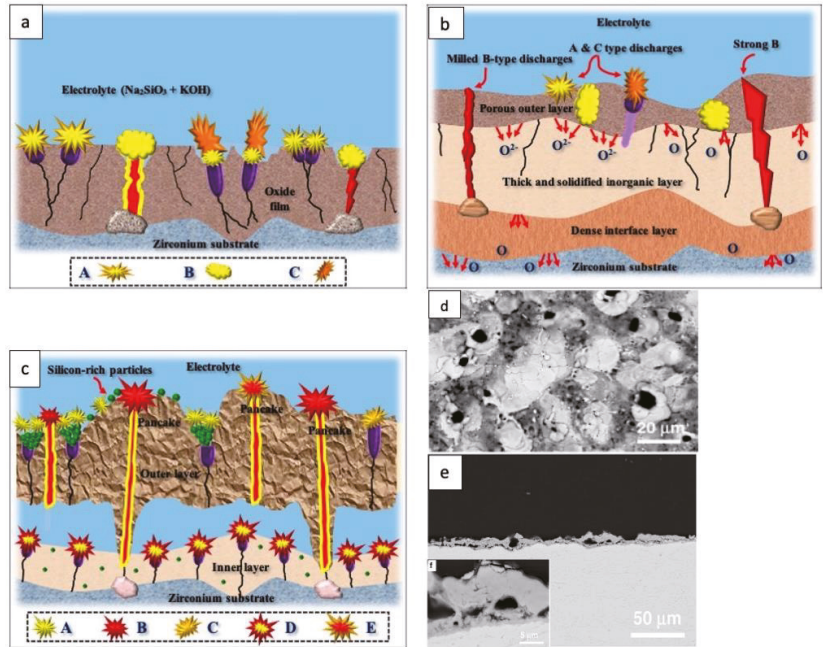 a
Electrolyte (Na₂SiO₃ + KOH)
Oxide
film
Zirconium substrate
A B C
b
Electrolyte
A & C type discharges
Strong B
Milled B-type discharges
Porous outer layer
O²⁻ O²⁻ O²⁻ O O O
Thick and solidified inorganic layer
Dense interface layer
O O O O O
Zirconium substrate
c
Silicon-rich particles
Electrolyte
Pancake Pancake Pancake
Outer layer
Inner layer
Zirconium substrate
A B C D E
d
20 μm
e
50 μm
f
5 μm